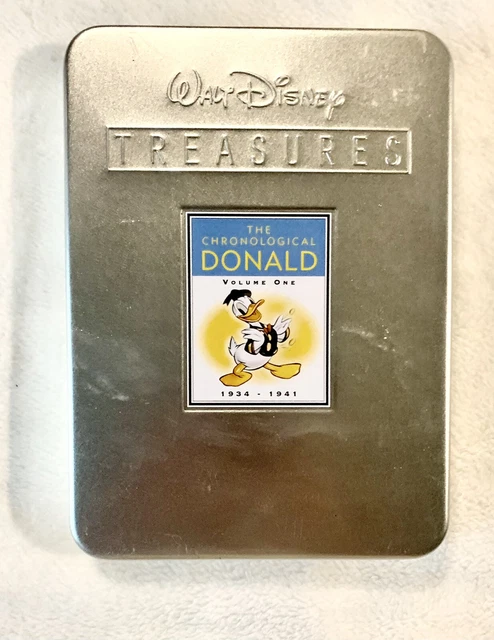 Walt Disney
TREASURES
THE
CHRONOLOGICAL
DONALD
VOLUME ONE
1934 - 1941